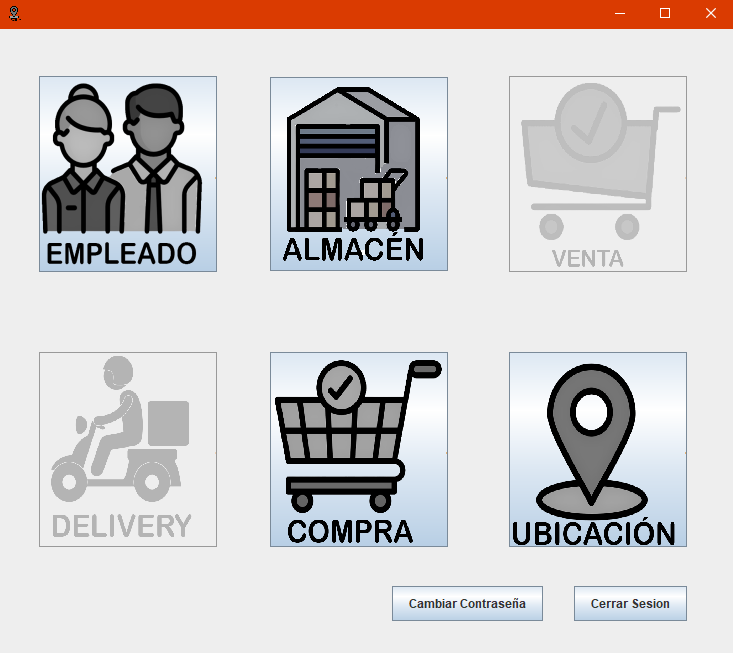 EMPLEADO
ALMACÉN
VENTA
DELIVERY
COMPRA
UBICACIÓN
Cambiar Contraseña
Cerrar Sesion